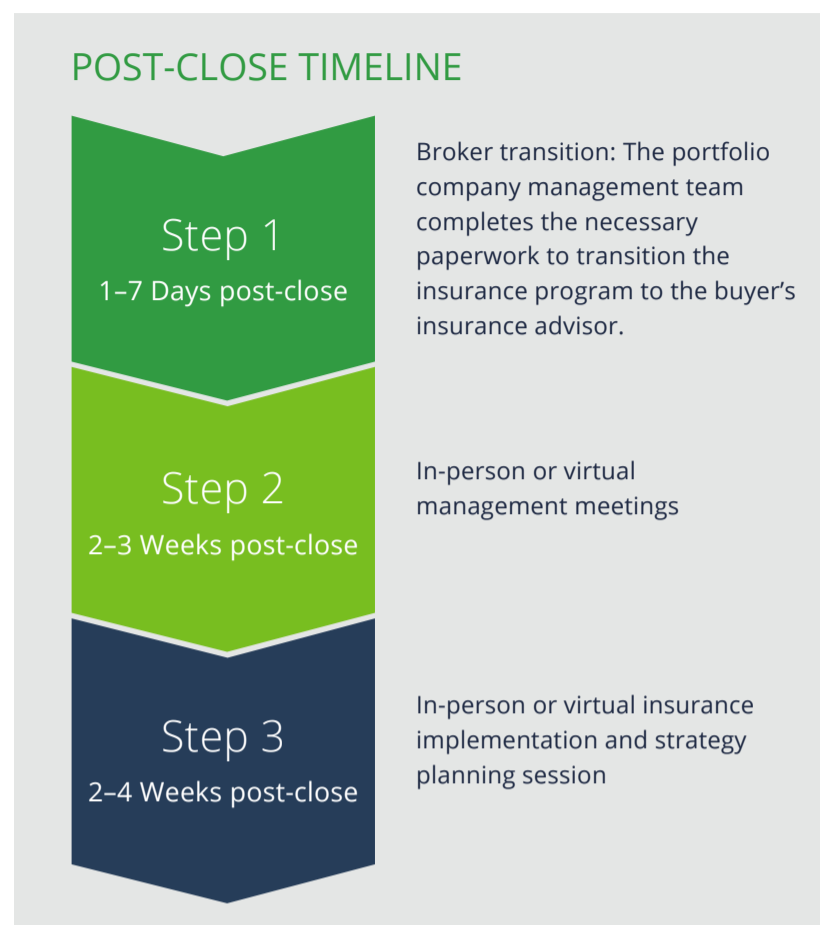 POST-CLOSE TIMELINE
Step 1
1–7 Days post-close
Broker transition: The portfolio
company management team
completes the necessary
paperwork to transition the
insurance program to the buyer’s
insurance advisor.
Step 2
2–3 Weeks post-close
In-person or virtual
management meetings
Step 3
2–4 Weeks post-close
In-person or virtual insurance
implementation and strategy
planning session